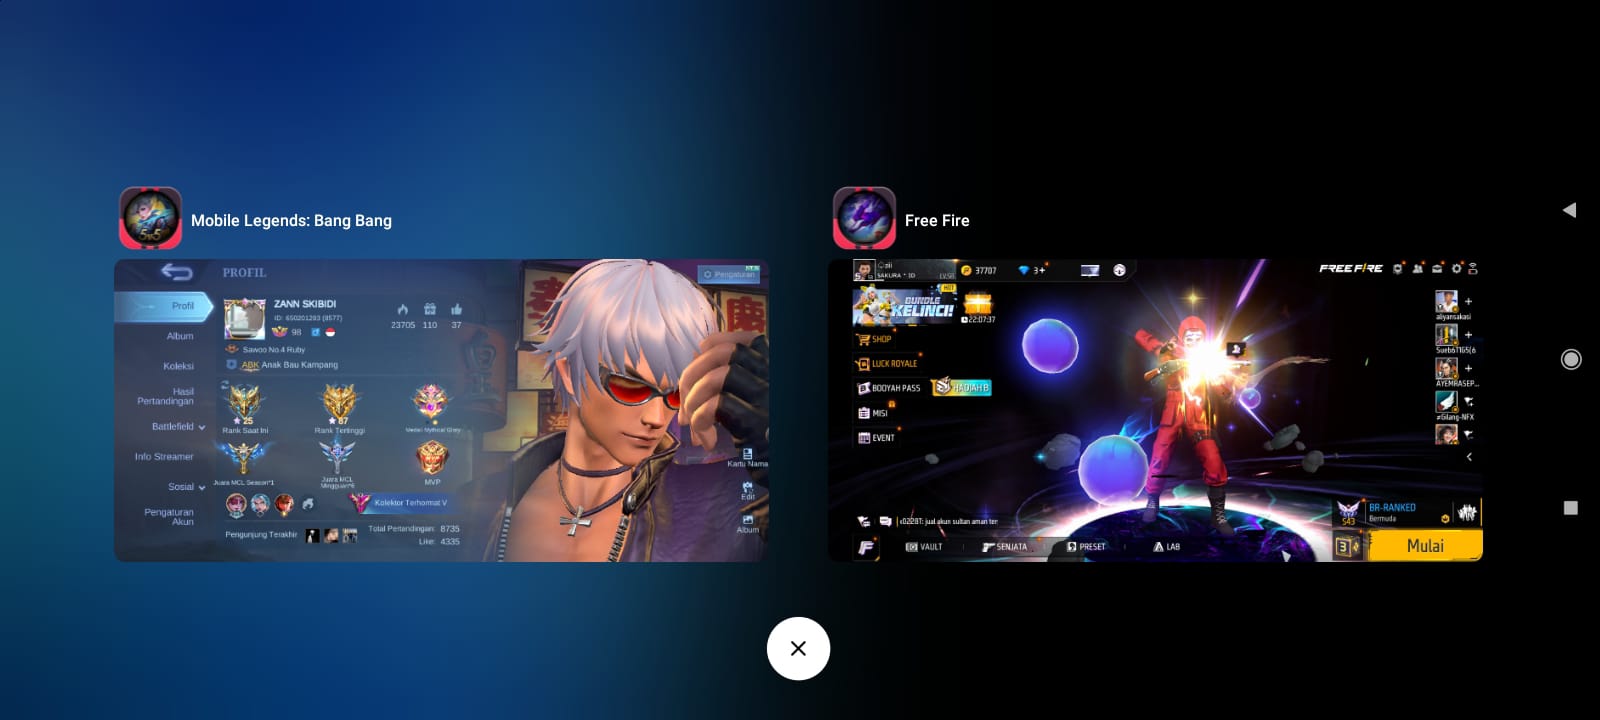 Mobile Legends: Bang Bang
PROFIL
Pengaturan
Profil
Album
Koleksi
Hasil
Pertandingan
Battlefield
Info Streamer
Sosial
Pengaturan
Akun
ZANN SKIBIDI
98
23705 110 37
Sawoo No.4 Ruby
ABK Anak Bau Kampang
25
Rank Saat Ini
87
Rank Tertinggi
Medali Mythical Glory
Juara MCL Season*1
Juara MCL
Mingguan*6
MVP
Kolektor Terhormat V
Pengunjung Terakhir
Total Pertandingan: 8735
Like: 4335
Kartu Nama
Edit
Album
Free Fire
SAKURA * ID
37707
3+
FREE FIRE
BUNDLE
KELINCI!
HOT
22:07:37
SHOP
LUCK ROYALE
BOOYAH PASS
HADIAH B
MISI
EVENT
aliyansakasi
AYEMRASEP...
#Gilang-NFX
jual akun sultan aman ter
VAULT
SENJATA
PRESET
LAB
S43
BR-RANKED
Bermuda
3
Mulai